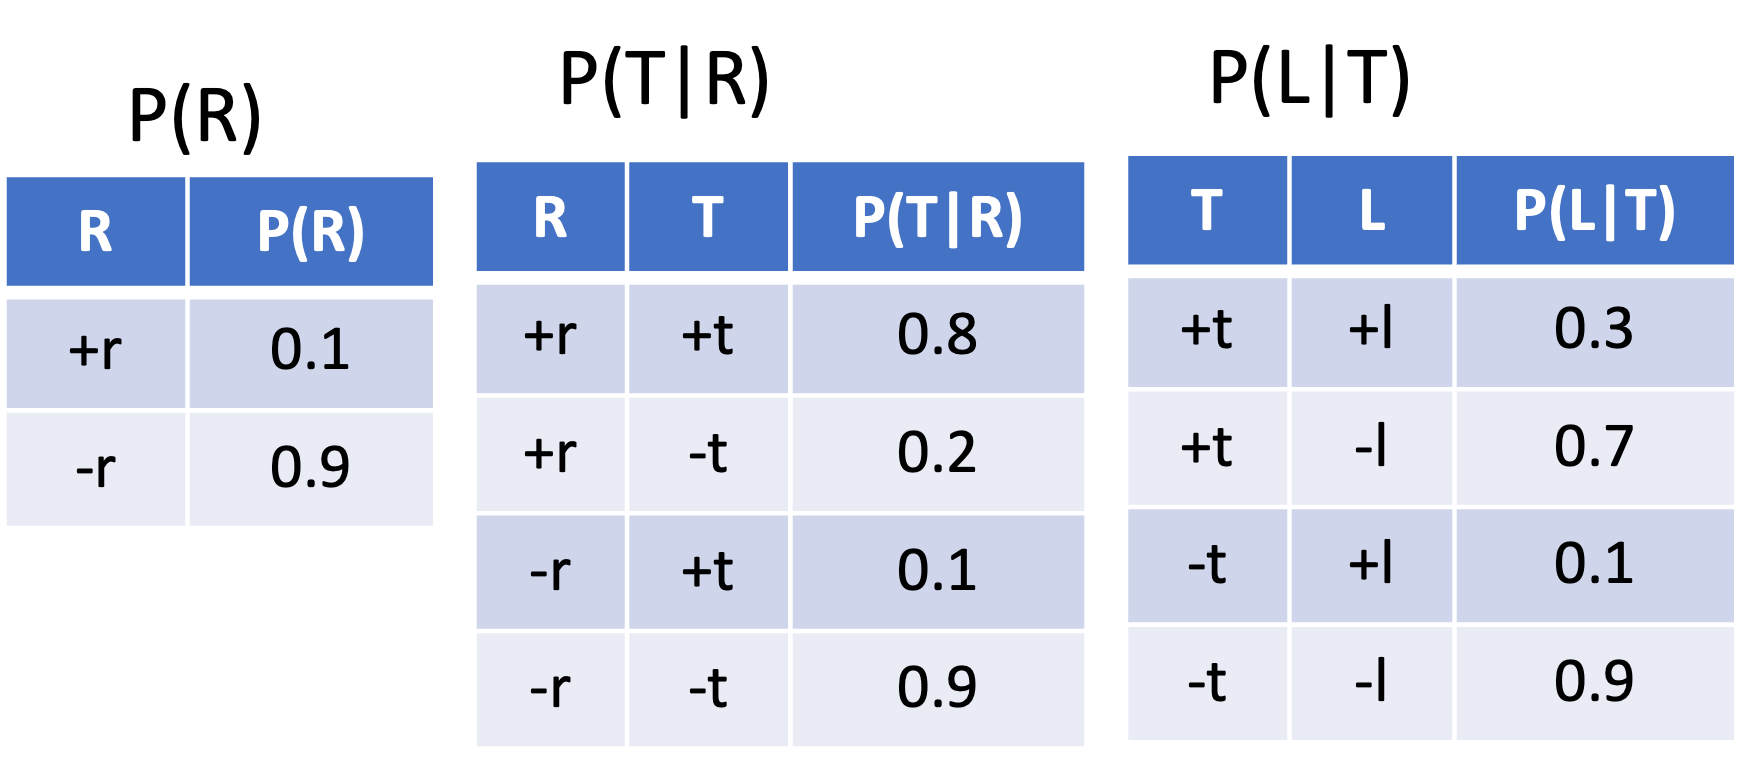 P(R)
R P(R)
+r 0.1
-r 0.9
P(T|R)
R T P(T|R)
+r +t 0.8
+r -t 0.2
-r +t 0.1
-r -t 0.9
P(L|T)
T L P(L|T)
+t +l 0.3
+t -l 0.7
-t +l 0.1
-t -l 0.9